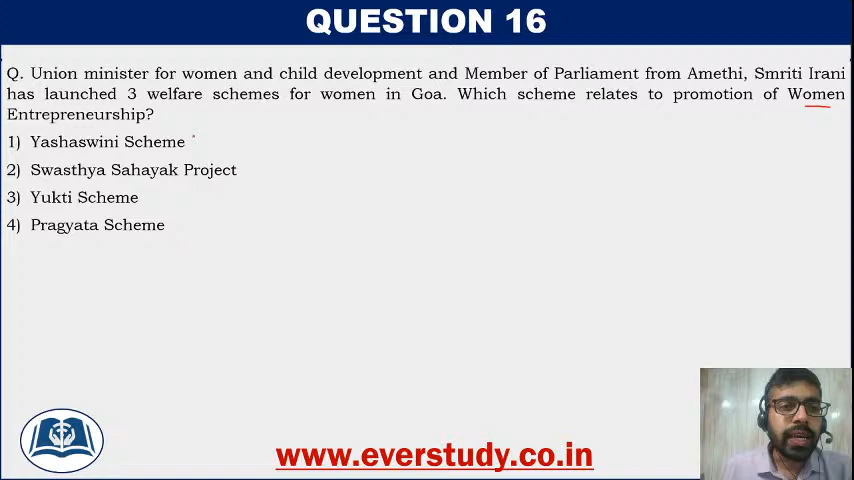 QUESTION 16
Q. Union minister for women and child development and Member of Parliament from Amethi, Smriti Irani
has launched 3 welfare schemes for women in Goa. Which scheme relates to promotion of Women
Entrepreneurship?
1) Yashaswini Scheme
2) Swasthya Sahayak Project
3) Yukti Scheme
4) Pragyata Scheme
www.everstudy.co.in